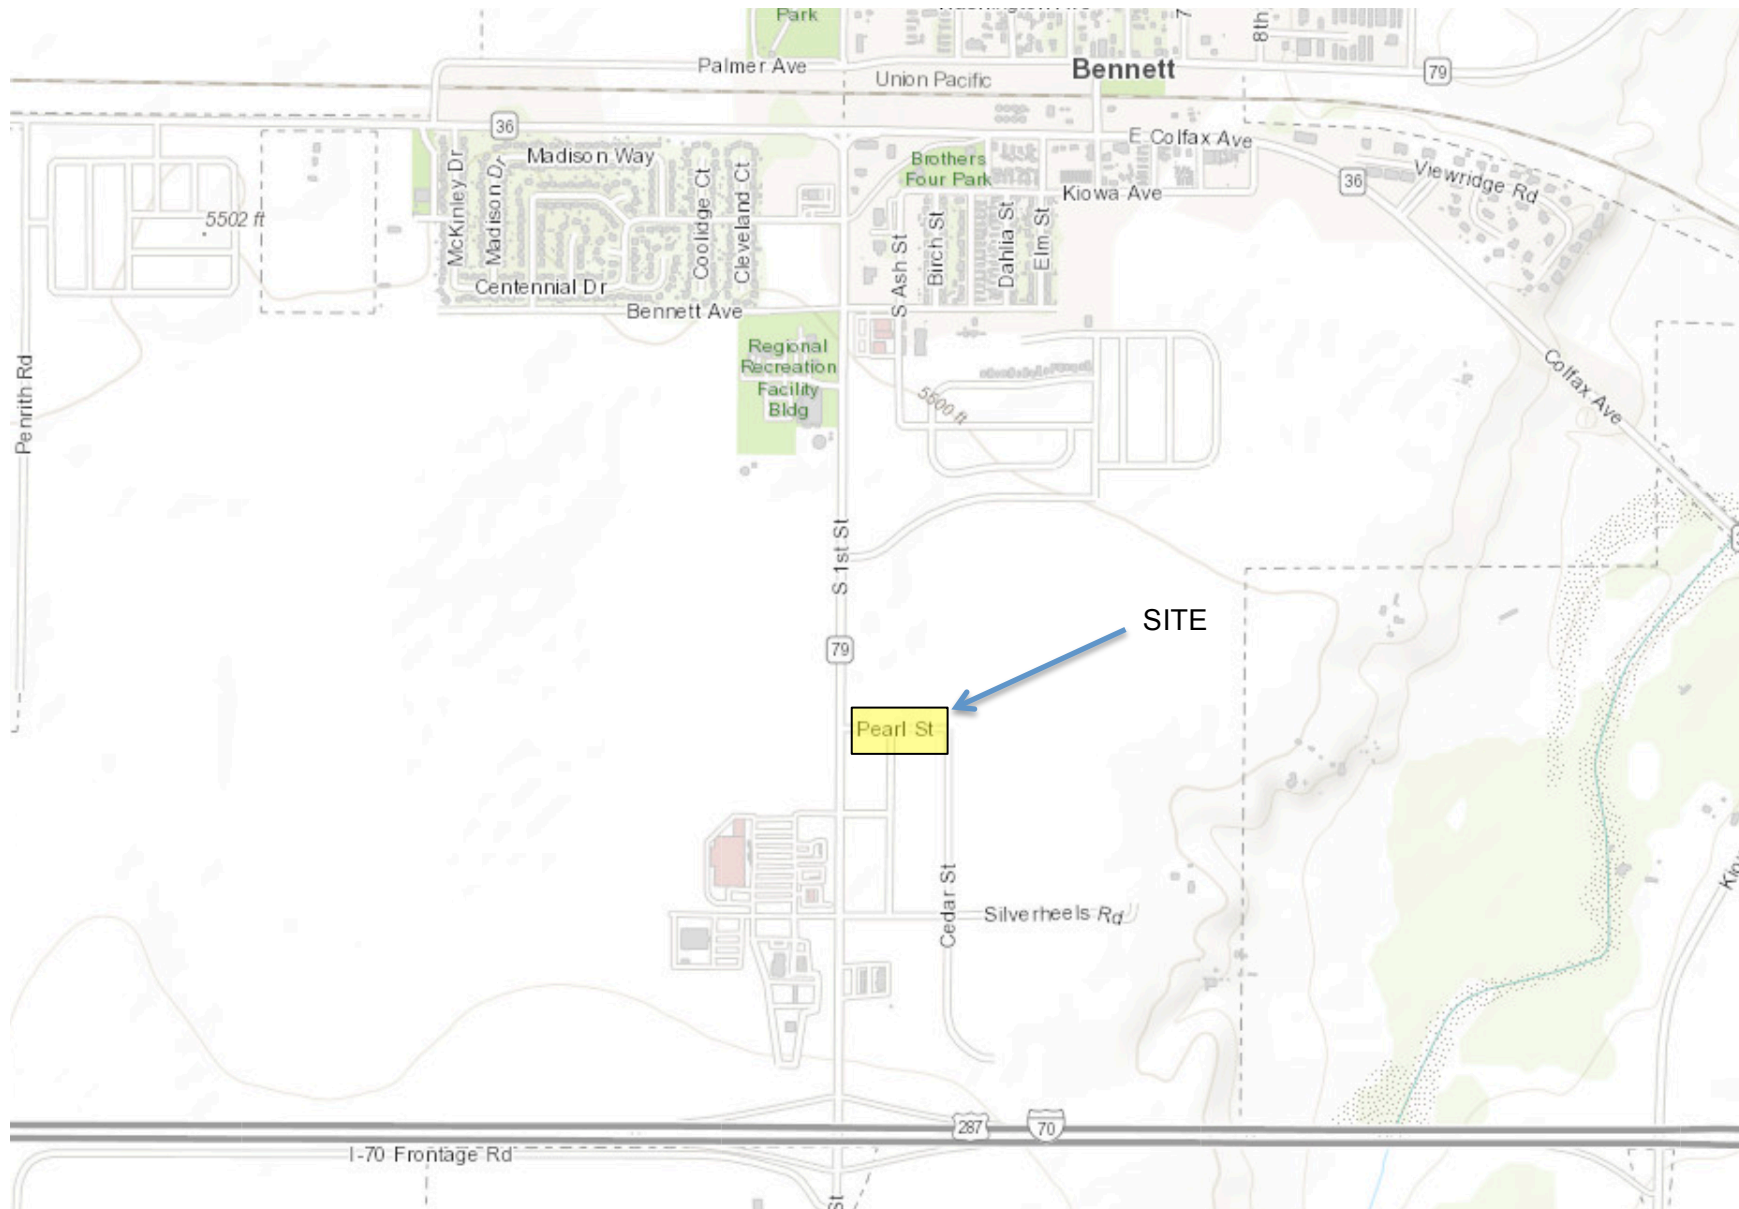 Park
7
8th
Palmer Ave
Union Pacific
Bennett
79
36
E Colfax Ave
Madison Way
Brothers
Four Park
Kiowa Ave
36
Viewridge Rd
McKinley Dr
Madison Dr
Coolidge Ct
Cleveland Ct
5502 ft
S Ash St
Birch St
Dahlia St
Elm St
Centennial Dr
Bennett Ave
Regional
Recreation
Facility
Bldg
Penrith Rd
5500 ft
Colfax Ave
S 1st St
SITE
79
Pearl St
Cedar St
Silverheels Rd
287
70
I-70 Frontage Rd
St